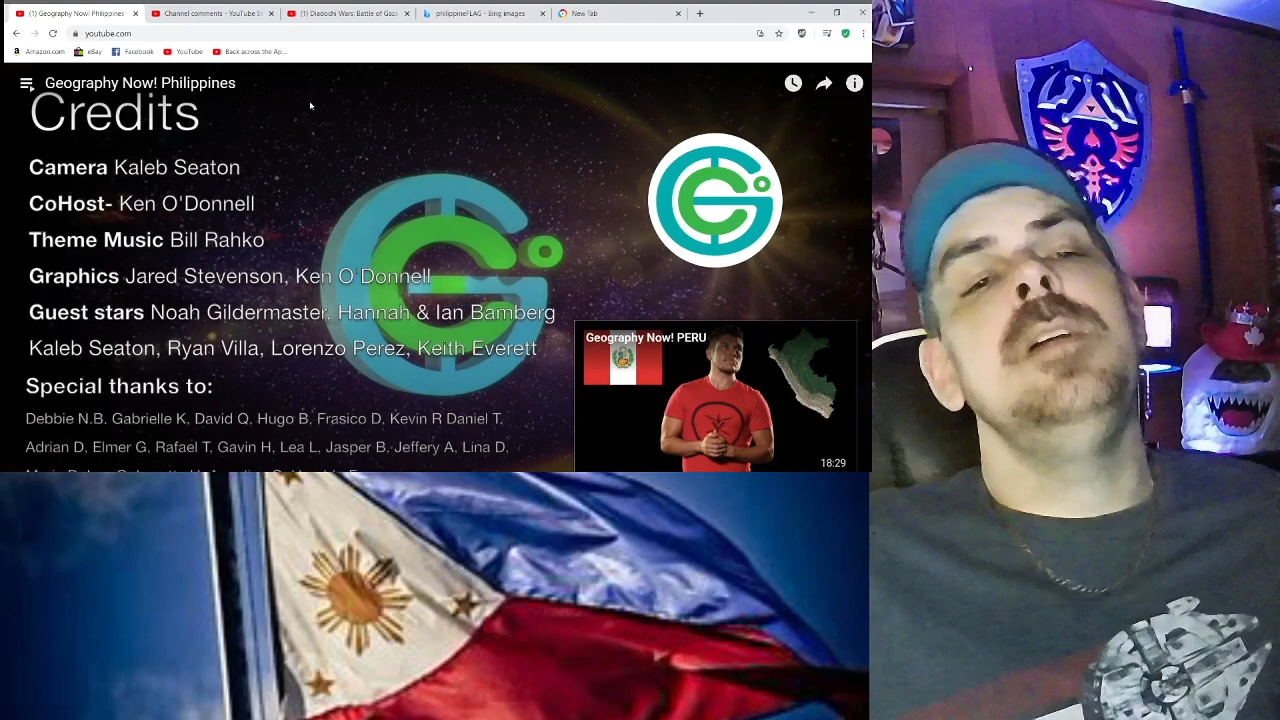 (1) Geography Now! Philippines
Channel comments - YouTube St
(1) Diadochi Wars: Battle of Gaza
philippineFLAG - Bing images
New Tab
youtube.com
Amazon.com
eBay
Facebook
YouTube
Back across the Ap...
Geography Now! Philippines
Credits
Camera Kaleb Seaton
CoHost- Ken O'Donnell
Theme Music Bill Rahko
Graphics Jared Stevenson, Ken O'Donnell
Guest stars Noah Gildermaster, Hannah & Ian Bamberg
Kaleb Seaton, Ryan Villa, Lorenzo Perez, Keith Everett
Special thanks to:
Debbie N.B. Gabrielle K, David Q, Hugo B, Frasico D, Kevin R Daniel T,
Adrian D, Elmer G, Rafael T, Gavin H, Lea L, Jasper B, Jeffery A, Lina D.
Geography Now! PERU
18:29